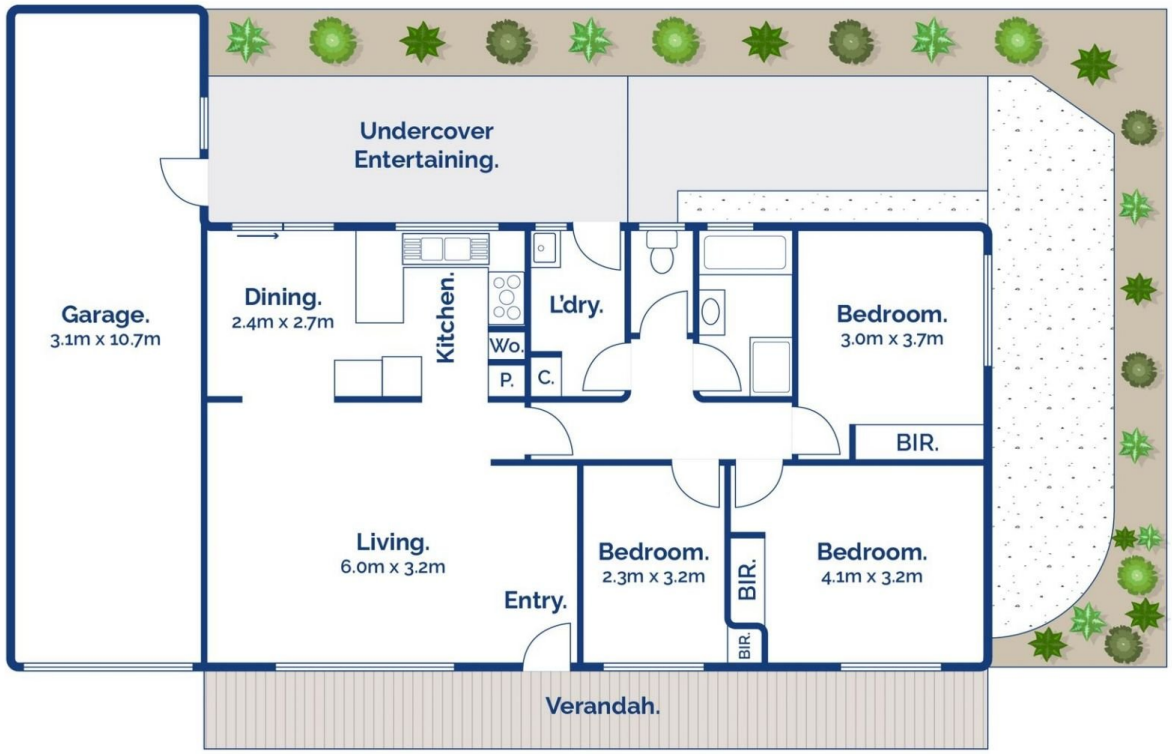 Undercover
Entertaining.
Garage.
3.1m x 10.7m
Dining.
2.4m x 2.7m
Kitchen.
Wo.
P.
L'dry.
C.
Bedroom.
3.0m x 3.7m
BIR.
Living.
6.0m x 3.2m
Entry.
Bedroom.
2.3m x 3.2m
BIR.
BIR.
Bedroom.
4.1m x 3.2m
Verandah.